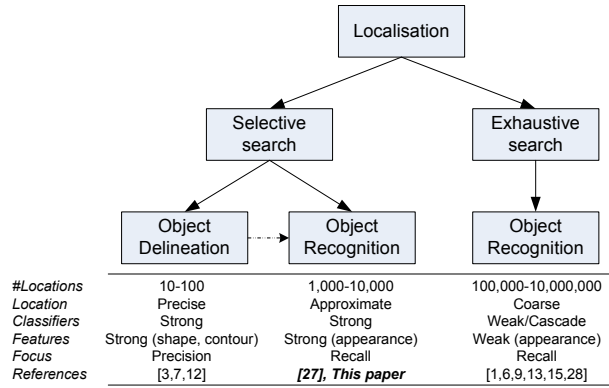 Localisation
Selective
search
Exhaustive
search
Object
Delineation
Object
Recognition
Object
Recognition
#Locations 10-100 1,000-10,000 100,000-10,000,000
Location Precise Approximate Coarse
Classifiers Strong Strong Weak/Cascade
Features Strong (shape, contour) Strong (appearance) Weak (appearance)
Focus Precision Recall Recall
References [3,7,12] [27], This paper [1,6,9,13,15,28]